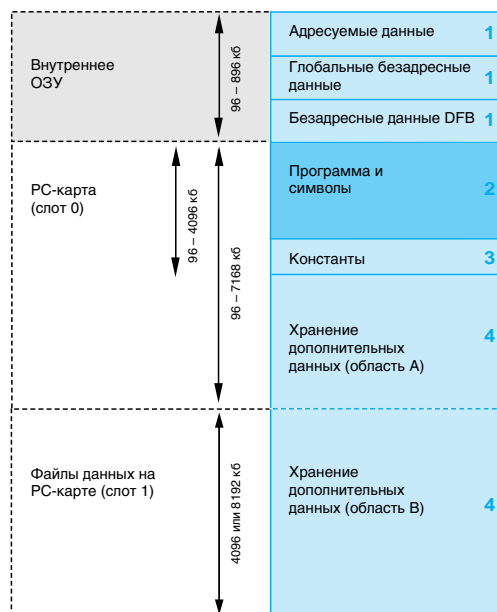 Внутреннее
ОЗУ
96 – 896 кб
Адресуемые данные 1
Глобальные безадресные
данные 1
Безадресные данные DFB 1
PC-карта
(слот 0)
96 – 4096 кб
96 – 7168 кб
Программа и
символы 2
Константы 3
Хранение
дополнительных
данных (область A) 4
Файлы данных на
PC-карте (слот 1)
4096 или 8192 кб
Хранение
дополнительных
данных (область B) 4